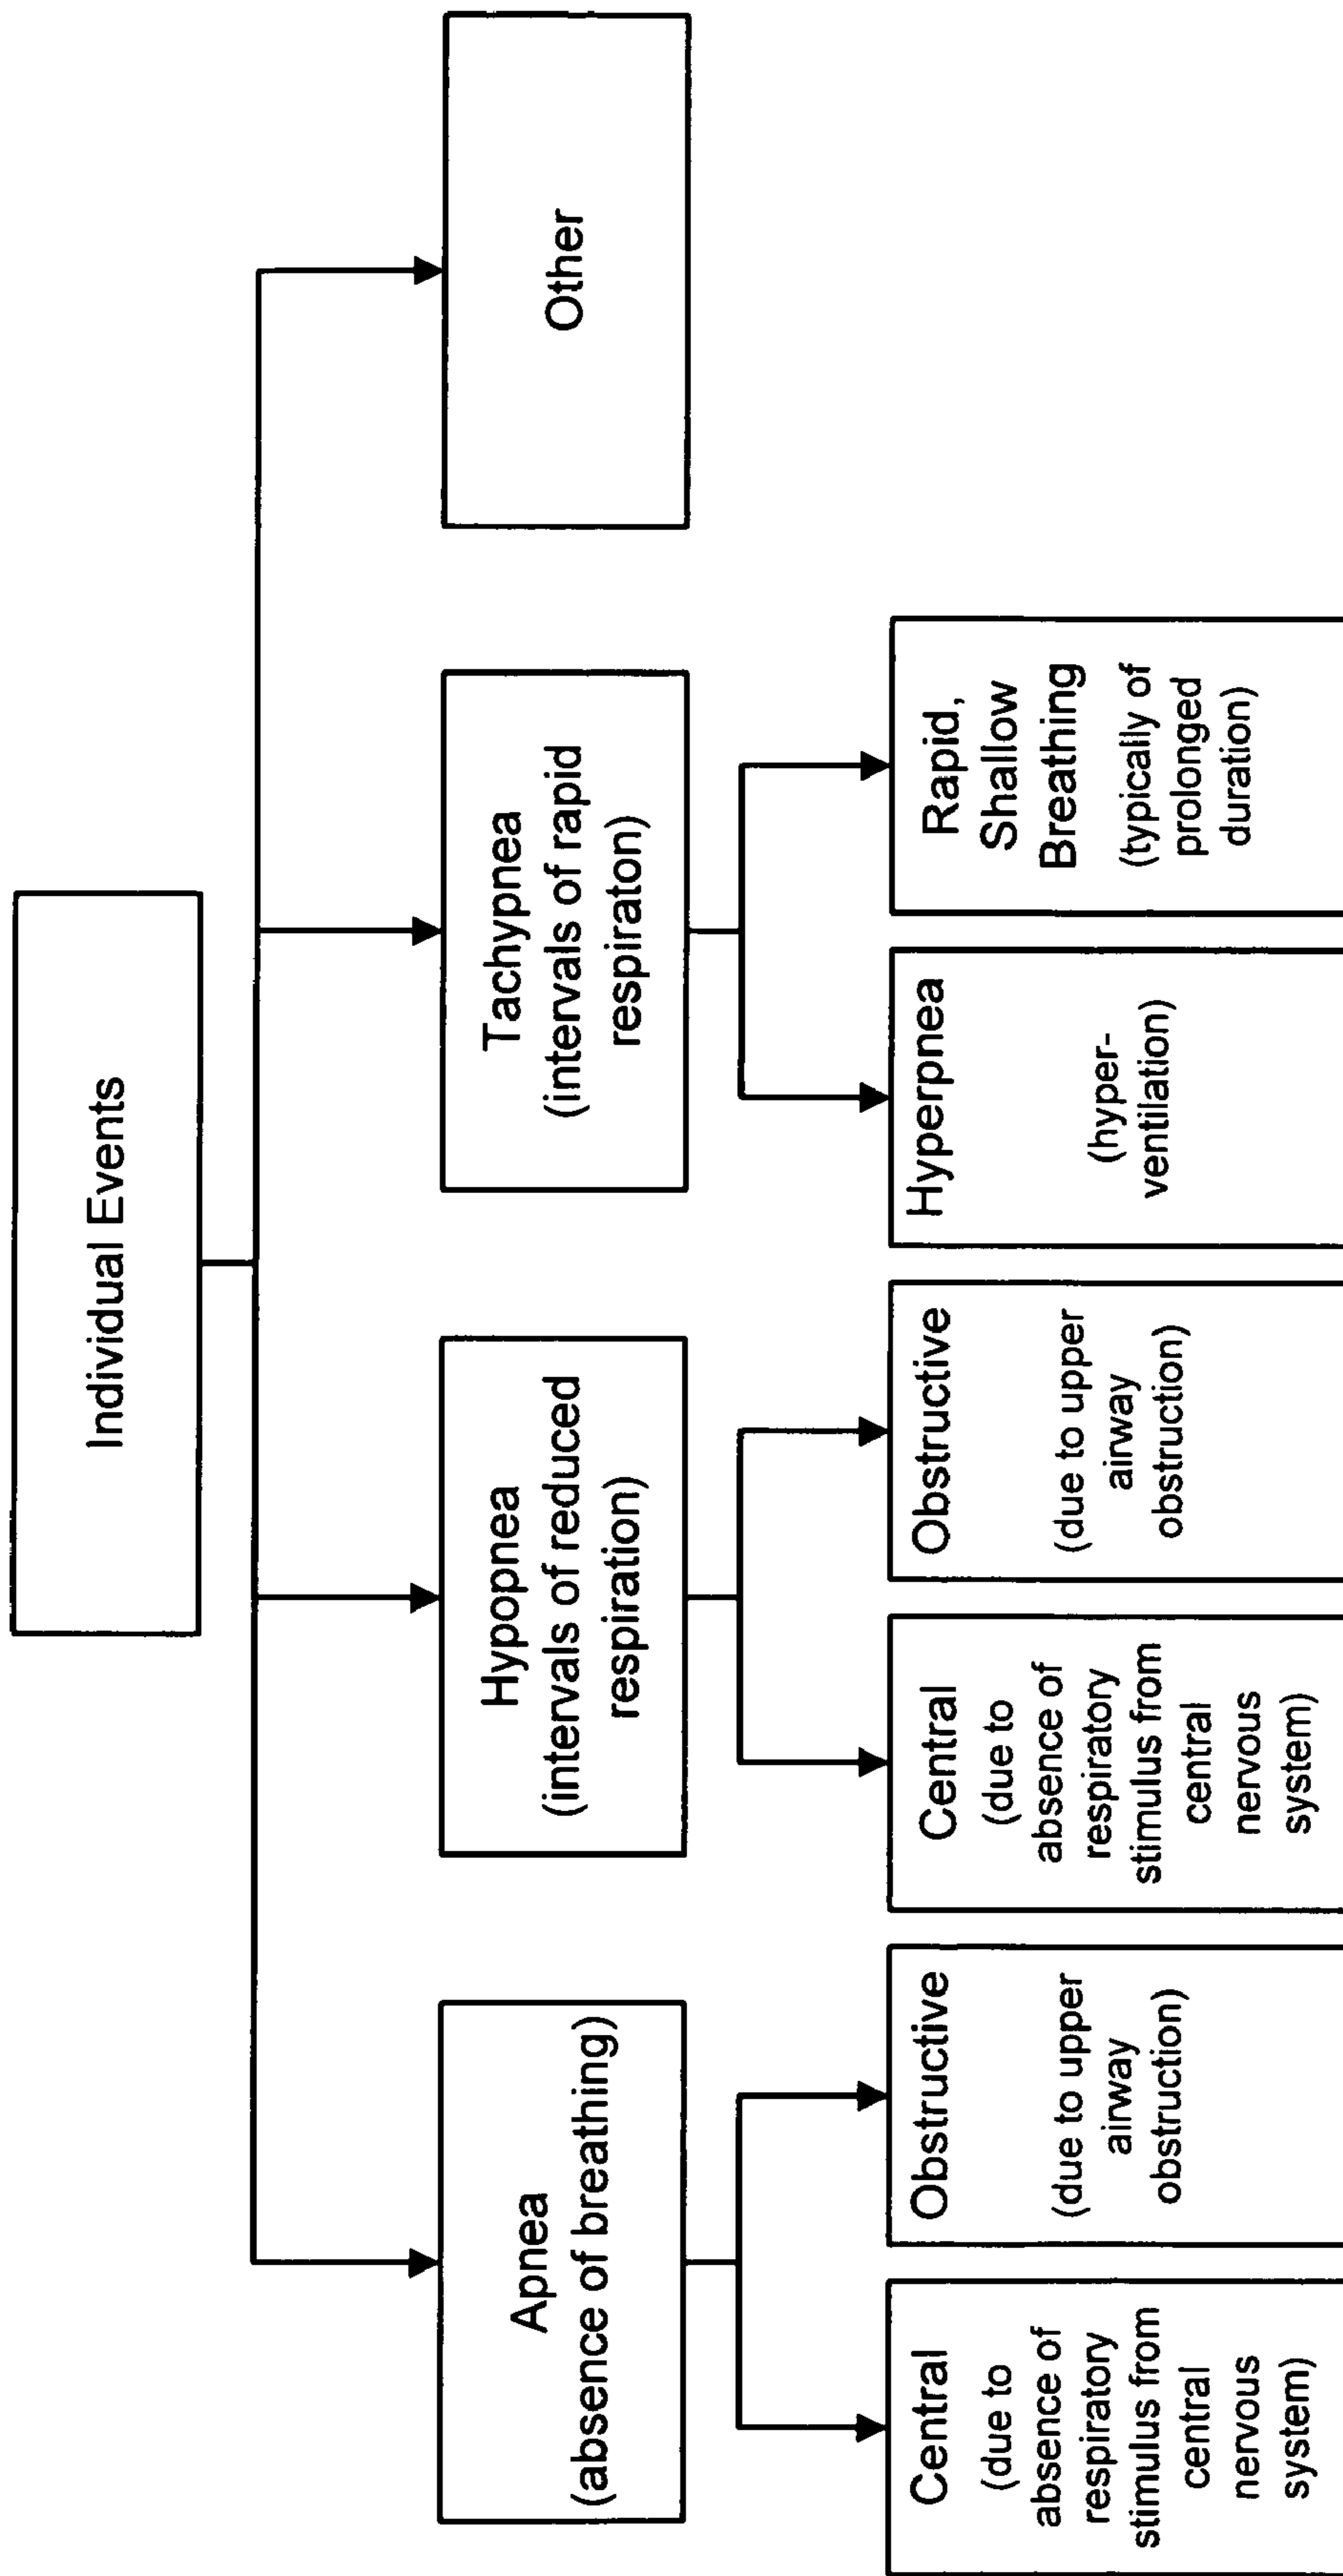 Individual Events
Apnea
(absence of breathing)
Hypopnea
(intervals of reduced
respiration)
Tachypnea
(intervals of rapid
respiraton)
Other
Central
(due to
absence of
respiratory
stimulus from
central
nervous
system)
Obstructive
(due to upper
airway
obstruction)
Central
(due to
absence of
respiratory
stimulus from
central
nervous
system)
Obstructive
(due to upper
airway
obstruction)
Hyperpnea
(hyper-
ventilation)
Rapid,
Shallow
Breathing
(typically of
prolonged
duration)